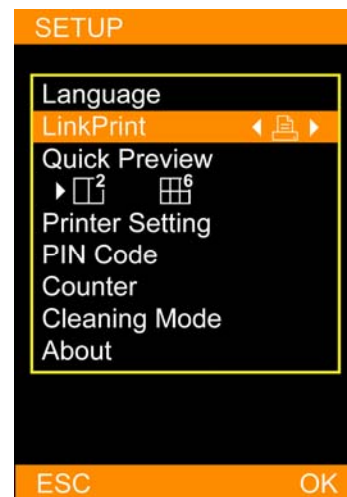 SETUP
Language
LinkPrint
Quick Preview
2 6
Printer Setting
PIN Code
Counter
Cleaning Mode
About
ESC OK